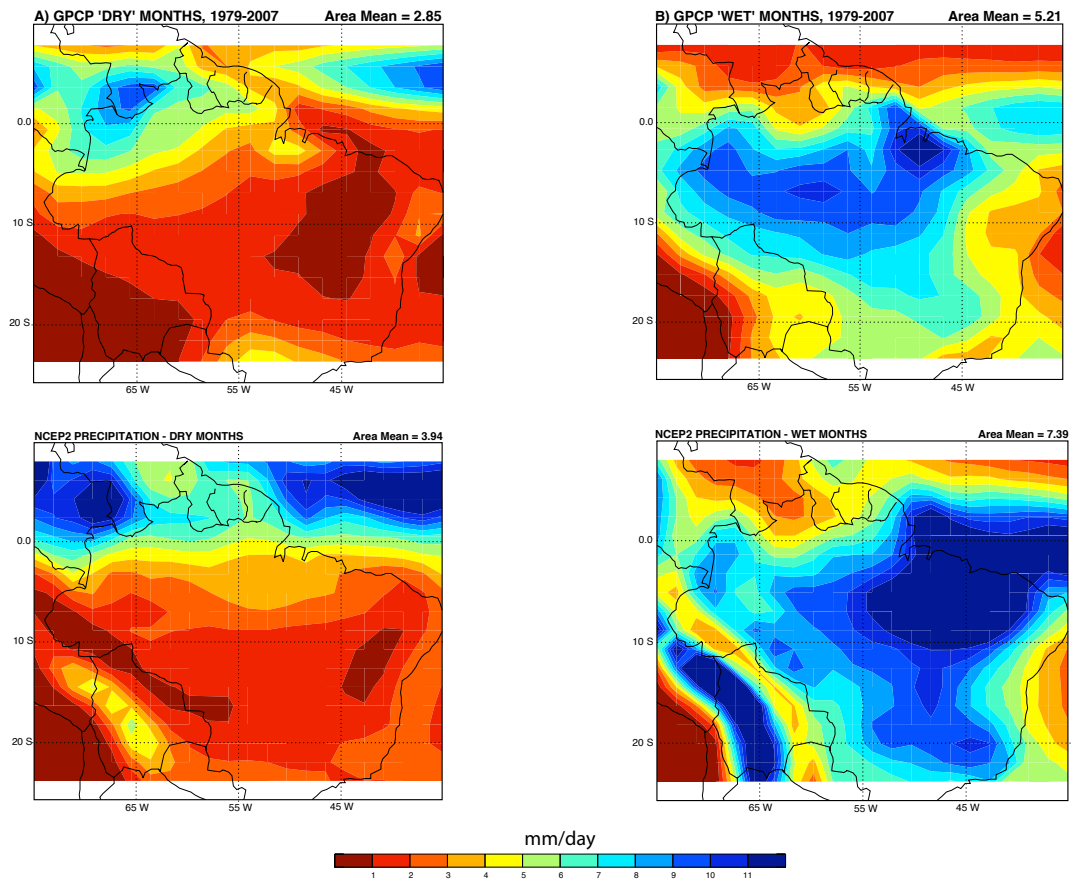 A) GPCP 'DRY' MONTHS, 1979-2007 Area Mean = 2.85
0.0
10 S
20 S
65 W 55 W 45 W
B) GPCP 'WET' MONTHS, 1979-2007 Area Mean = 5.21
0.0
10 S
20 S
65 W 55 W 45 W
NCEP2 PRECIPITATION - DRY MONTHS Area Mean = 3.94
0.0
10 S
20 S
65 W 55 W 45 W
NCEP2 PRECIPITATION - WET MONTHS Area Mean = 7.39
0.0
10 S
20 S
65 W 55 W 45 W
mm/day
1 2 3 4 5 6 7 8 9 10 11